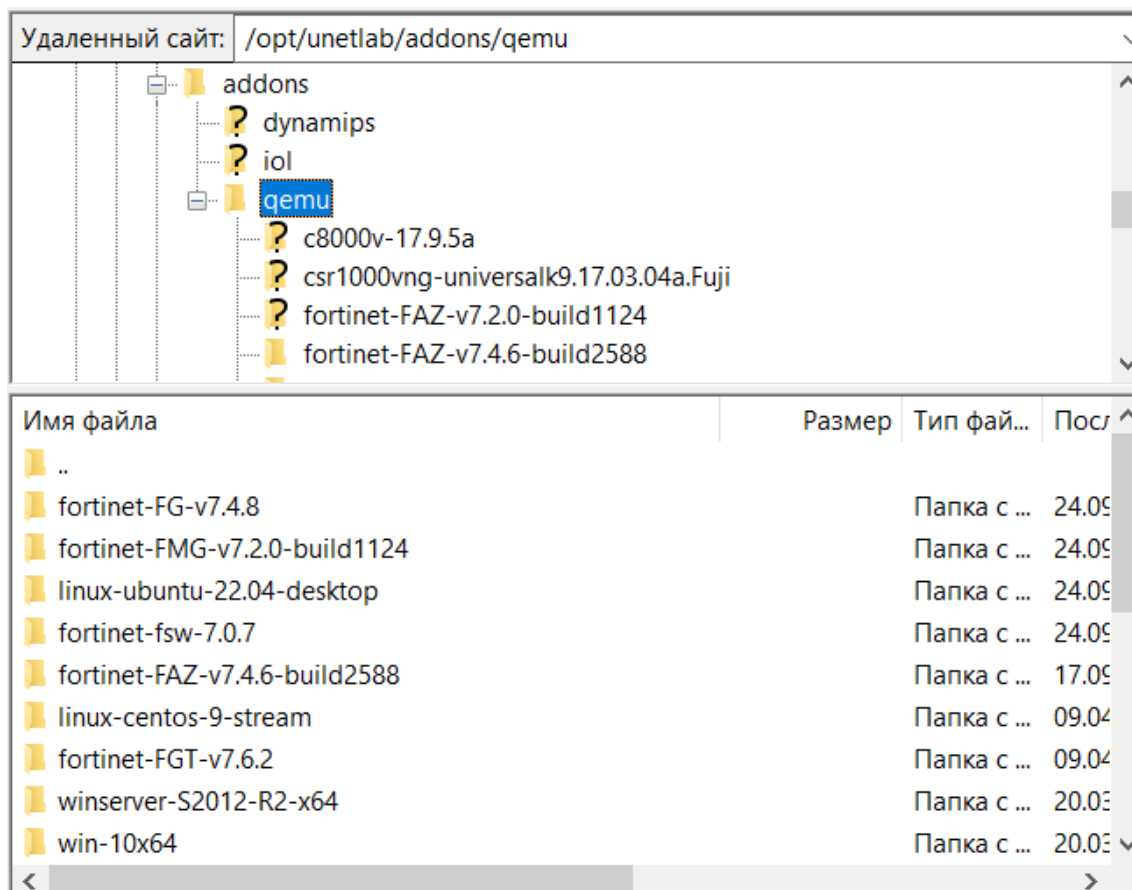 Удаленный сайт: /opt/unetlab/addons/qemu
addons
dynamips
iol
qemu
c8000v-17.9.5a
csr1000vng-universalk9.17.03.04a.Fuji
fortinet-FAZ-v7.2.0-build1124
fortinet-FAZ-v7.4.6-build2588
Имя файла Размер Тип фай... Посл
..
fortinet-FG-v7.4.8 Папка с ... 24.09
fortinet-FMG-v7.2.0-build1124 Папка с ... 24.09
linux-ubuntu-22.04-desktop Папка с ... 24.09
fortinet-fsw-7.0.7 Папка с ... 24.09
fortinet-FAZ-v7.4.6-build2588 Папка с ... 17.09
linux-centos-9-stream Папка с ... 09.04
fortinet-FGT-v7.6.2 Папка с ... 09.04
winserver-S2012-R2-x64 Папка с ... 20.03
win-10x64 Папка с ... 20.03